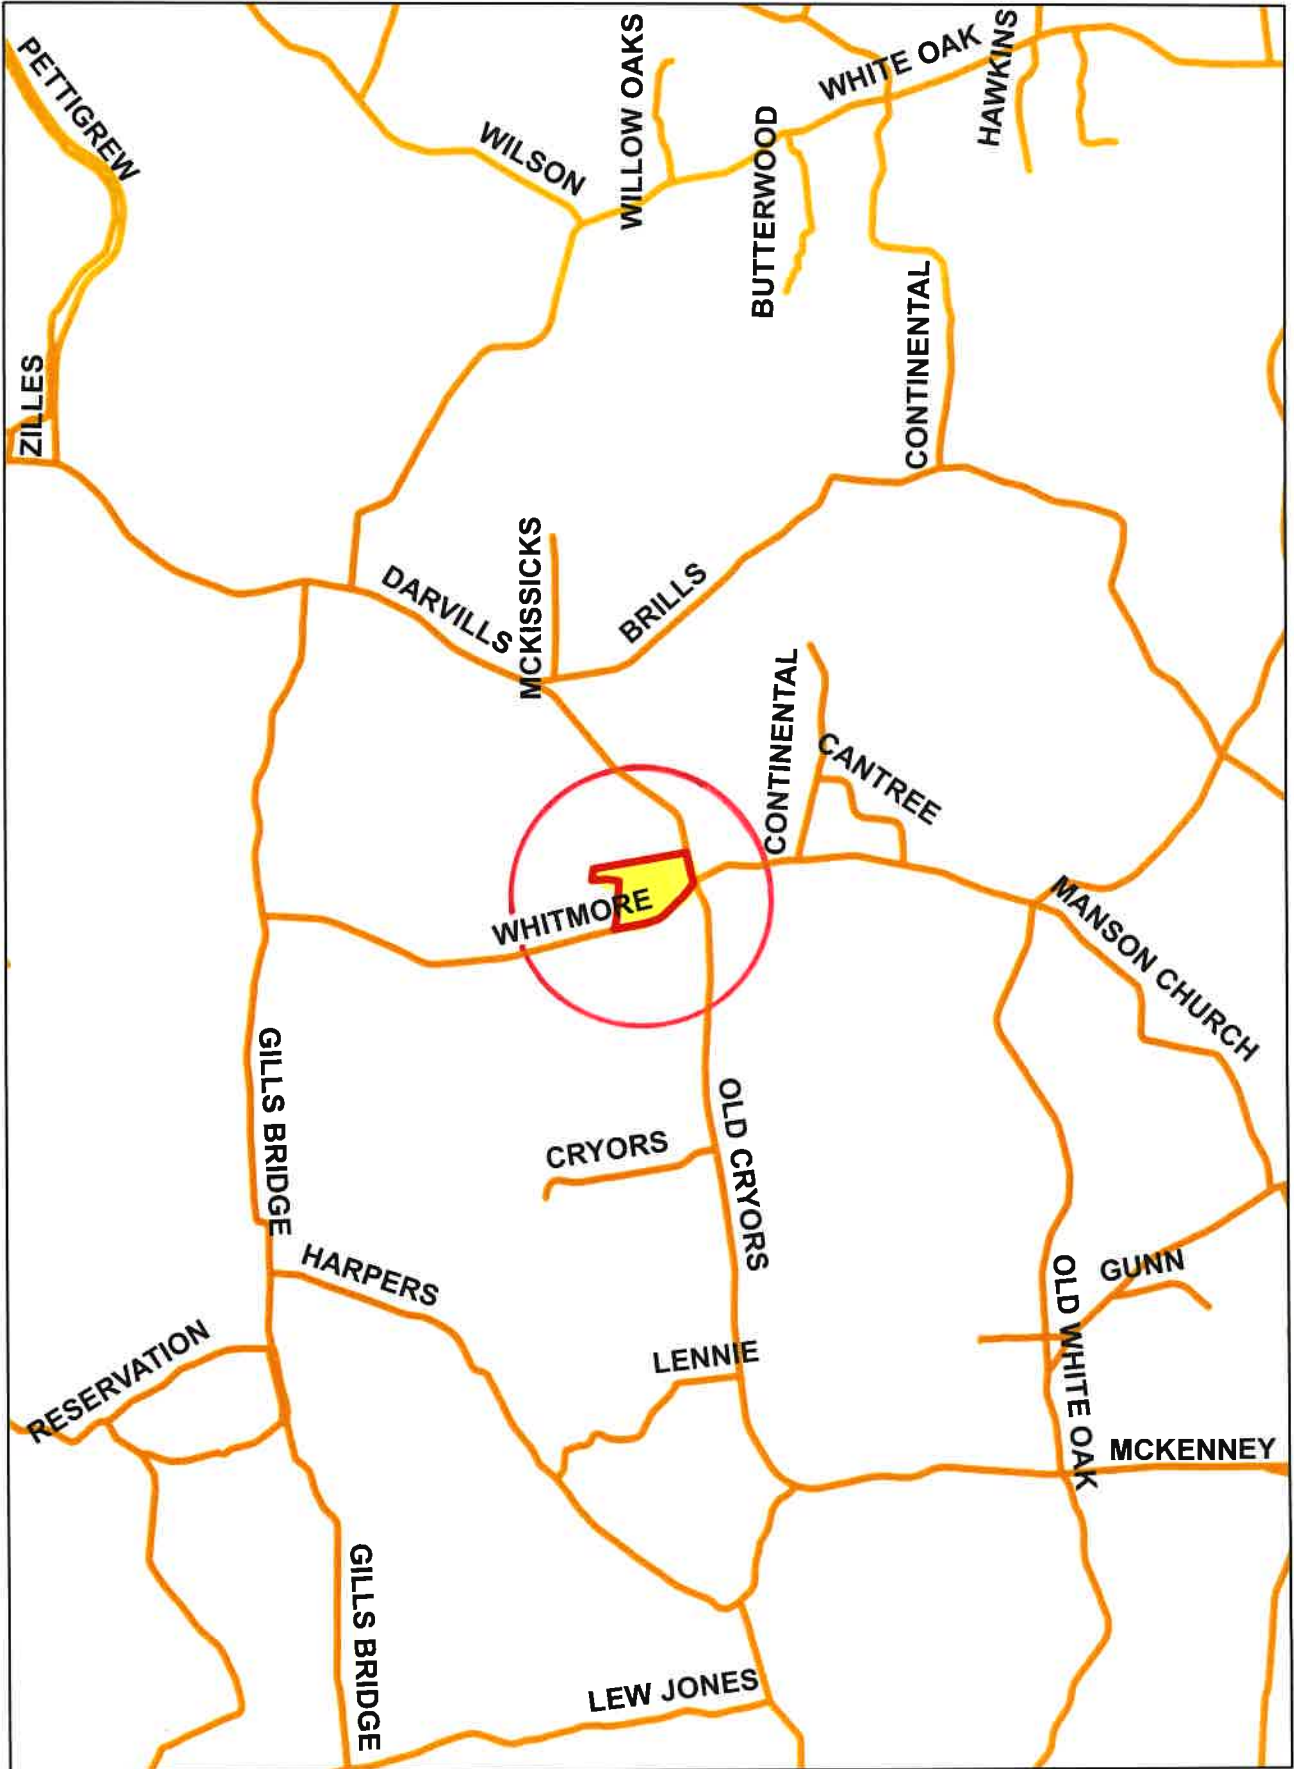 PETTIGREW
WILSON
WILLOW OAKS
BUTTERWOOD
WHITE OAK
HAWKINS
CONTINENTAL
ZILLES
DARVILLS
MCKISSICKS
BRILLS
CONTINENTAL
CANTREE
WHITMORE
MANSON CHURCH
GILLS BRIDGE
CRYORS
OLD CRYORS
HARPERS
GUNN
OLD WHITE OAK
LENNIE
RESERVATION
MCKENNEY
GILLS BRIDGE
LEW JONES